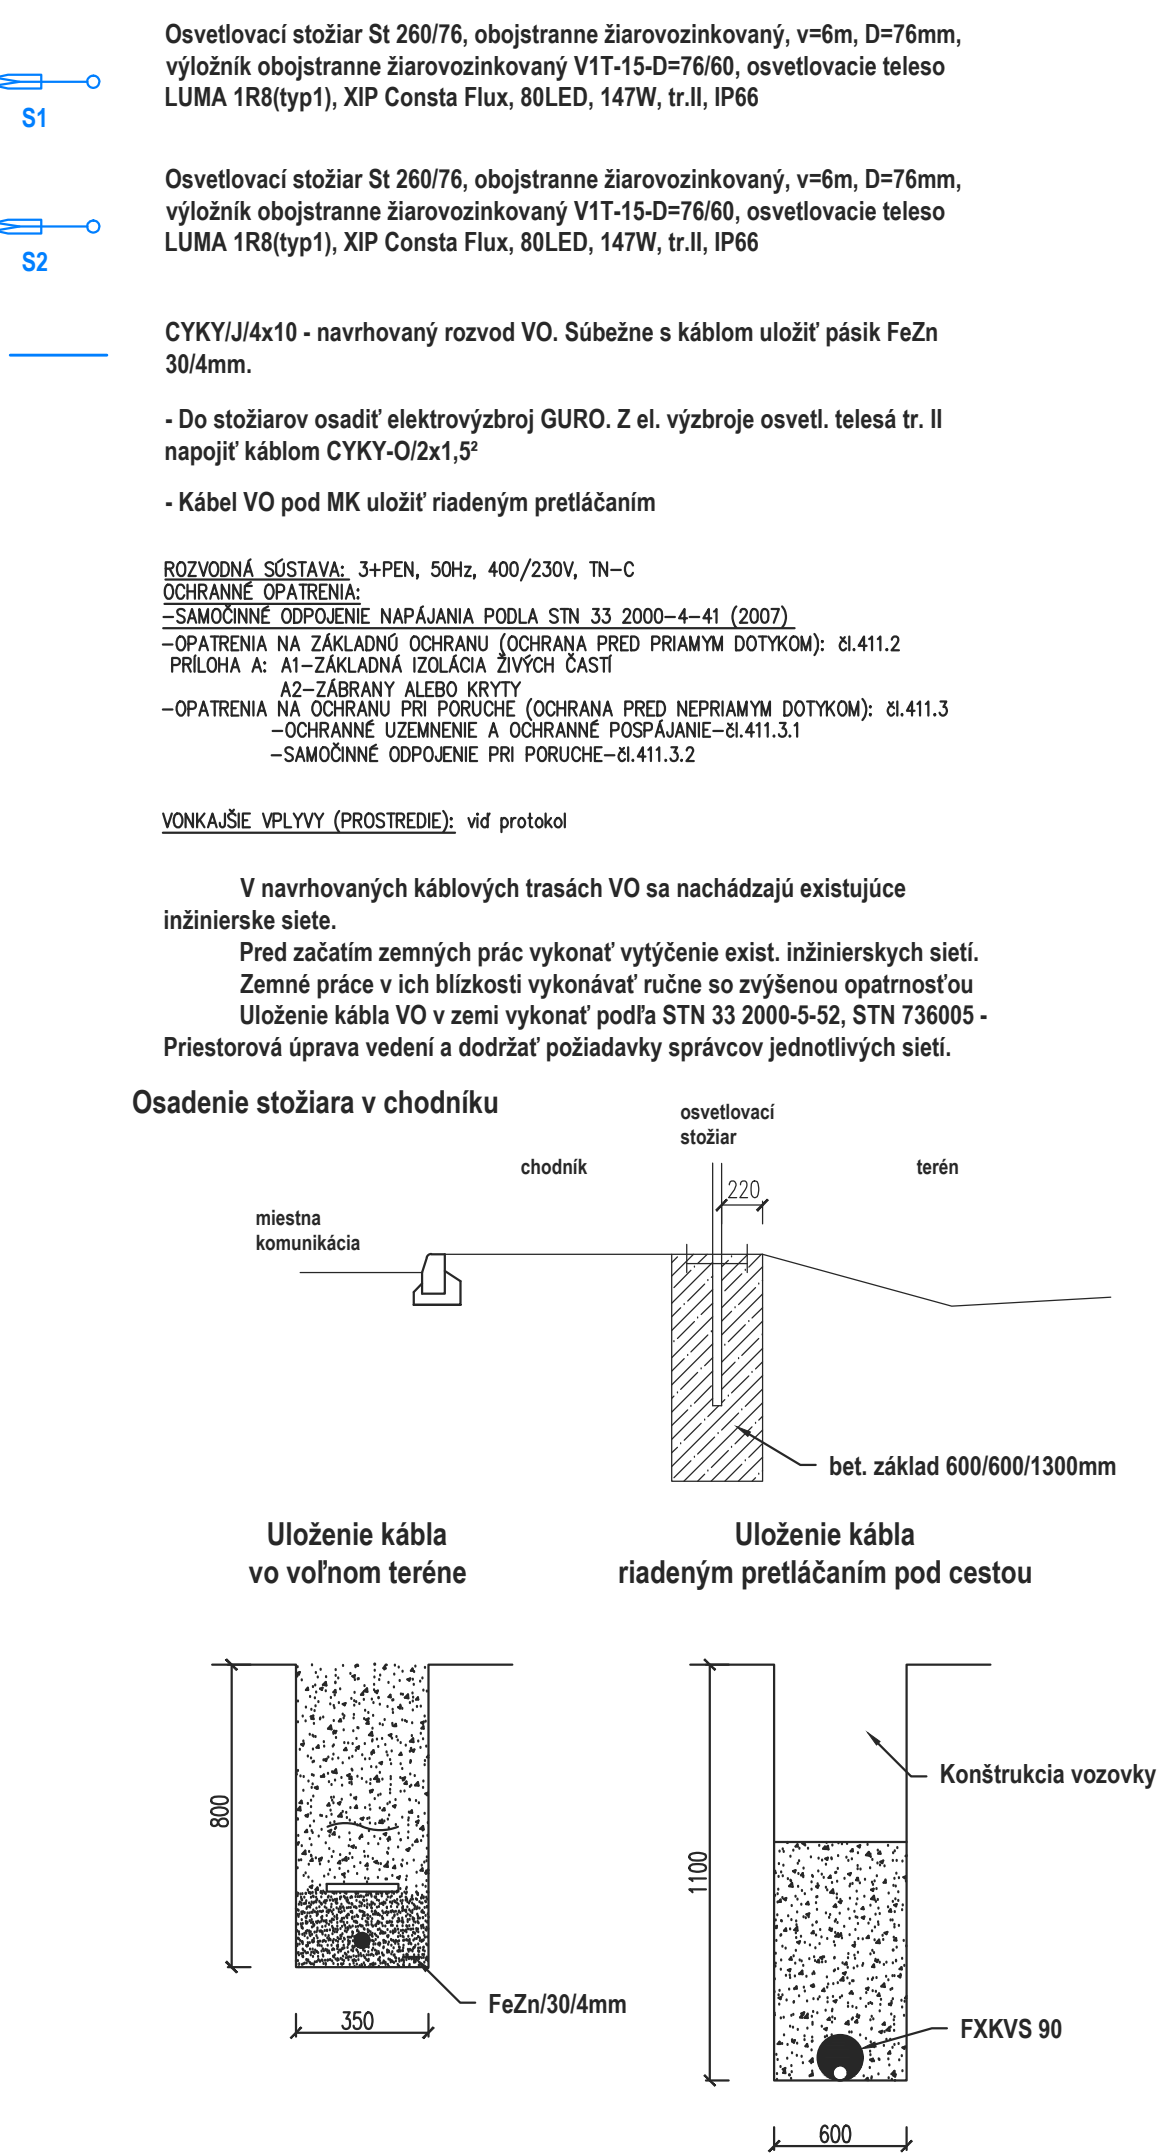 Osvetlovací stožiar St 260/76, obojstranne žiarovozinkovaný, v=6m, D=76mm,
výložník obojstranne žiarovozinkovaný V1T-15-D=76/60, osvetlovacie teleso
LUMA 1R8(typ1), XIP Consta Flux, 80LED, 147W, tr.II, IP66
S1
Osvetlovací stožiar St 260/76, obojstranne žiarovozinkovaný, v=6m, D=76mm,
výložník obojstranne žiarovozinkovaný V1T-15-D=76/60, osvetlovacie teleso
LUMA 1R8(typ1), XIP Consta Flux, 80LED, 147W, tr.II, IP66
S2
CYKY/J/4x10 - navrhovaný rozvod VO. Súbežne s káblom uložiť pásik FeZn
30/4mm.
- Do stožiarov osadiť elektrovýzbroj GURO. Z el. výzbroje osvetl. telesá tr. II
napojiť káblom CYKY-O/2x1,5²
- Kábel VO pod MK uložiť riadeným pretláčaním
ROZVODNÁ SÚSTAVA: 3+PEN, 50Hz, 400/230V, TN-C
OCHRANNÉ OPATRENIA:
-SAMOČINNÉ ODPOJENIE NAPÁJANIA PODLA STN 33 2000-4-41 (2007)
-OPATRENIA NA ZÁKLADNÚ OCHRANU (OCHRANA PRED PRIAMYM DOTYKOM): čl.411.2
PRÍLOHA A: A1-ZÁKLADNÁ IZOLÁCIA ŽIVÝCH ČASTÍ
A2-ZÁBRANY ALEBO KRYTY
-OPATRENIA NA OCHRANU PRI PORUCHE (OCHRANA PRED NEPRIAMYM DOTYKOM): čl.411.3
-OCHRANNÉ UZEMNENIE A OCHRANNÉ POSPÁJANIE-čl.411.3.1
-SAMOČINNÉ ODPOJENIE PRI PORUCHE-čl.411.3.2
VONKAJŠIE VPLYVY (PROSTREDIE): viď protokol
V navrhovaných káblových trasách VO sa nachádzajú existujúce
inžinierske siete.
Pred začatím zemných prác vykonať vytýčenie exist. inžinierskych sietí.
Zemné práce v ich blízkosti vykonávať ručne so zvýšenou opatrnosťou
Uloženie kábla VO v zemi vykonať podľa STN 33 2000-5-52, STN 736005 -
Priestorová úprava vedení a dodržať požiadavky správcov jednotlivých sietí.
Osadenie stožiara v chodníku
osvetlovací
stožiar
chodník
terén
220
miestna
komunikácia
bet. základ 600/600/1300mm
Uloženie kábla
vo voľnom teréne
Uloženie kábla
riadeným pretláčaním pod cestou
800
350
FeZn/30/4mm
1100
Konštrukcia vozovky
FXKVS 90
600